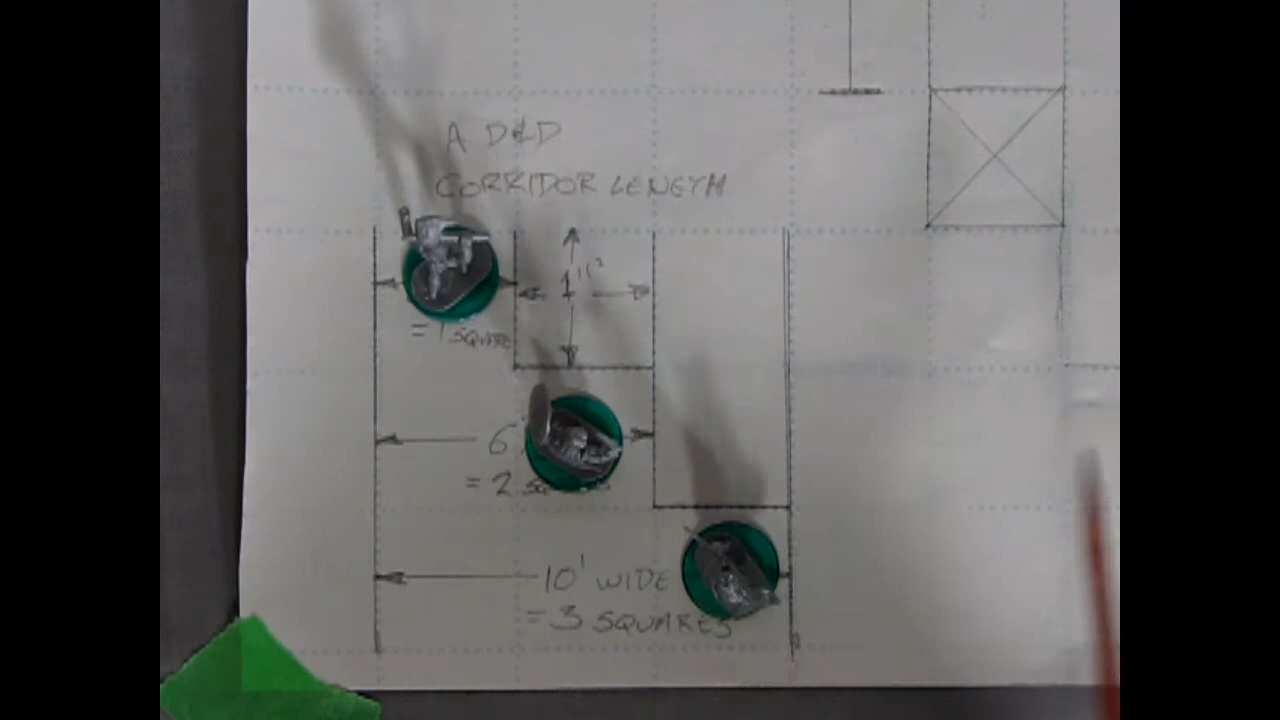 A D&D
CORRIDOR LENGTH
1"
= 1 SQUARE
6'
= 2
10' WIDE
= 3 SQUARES